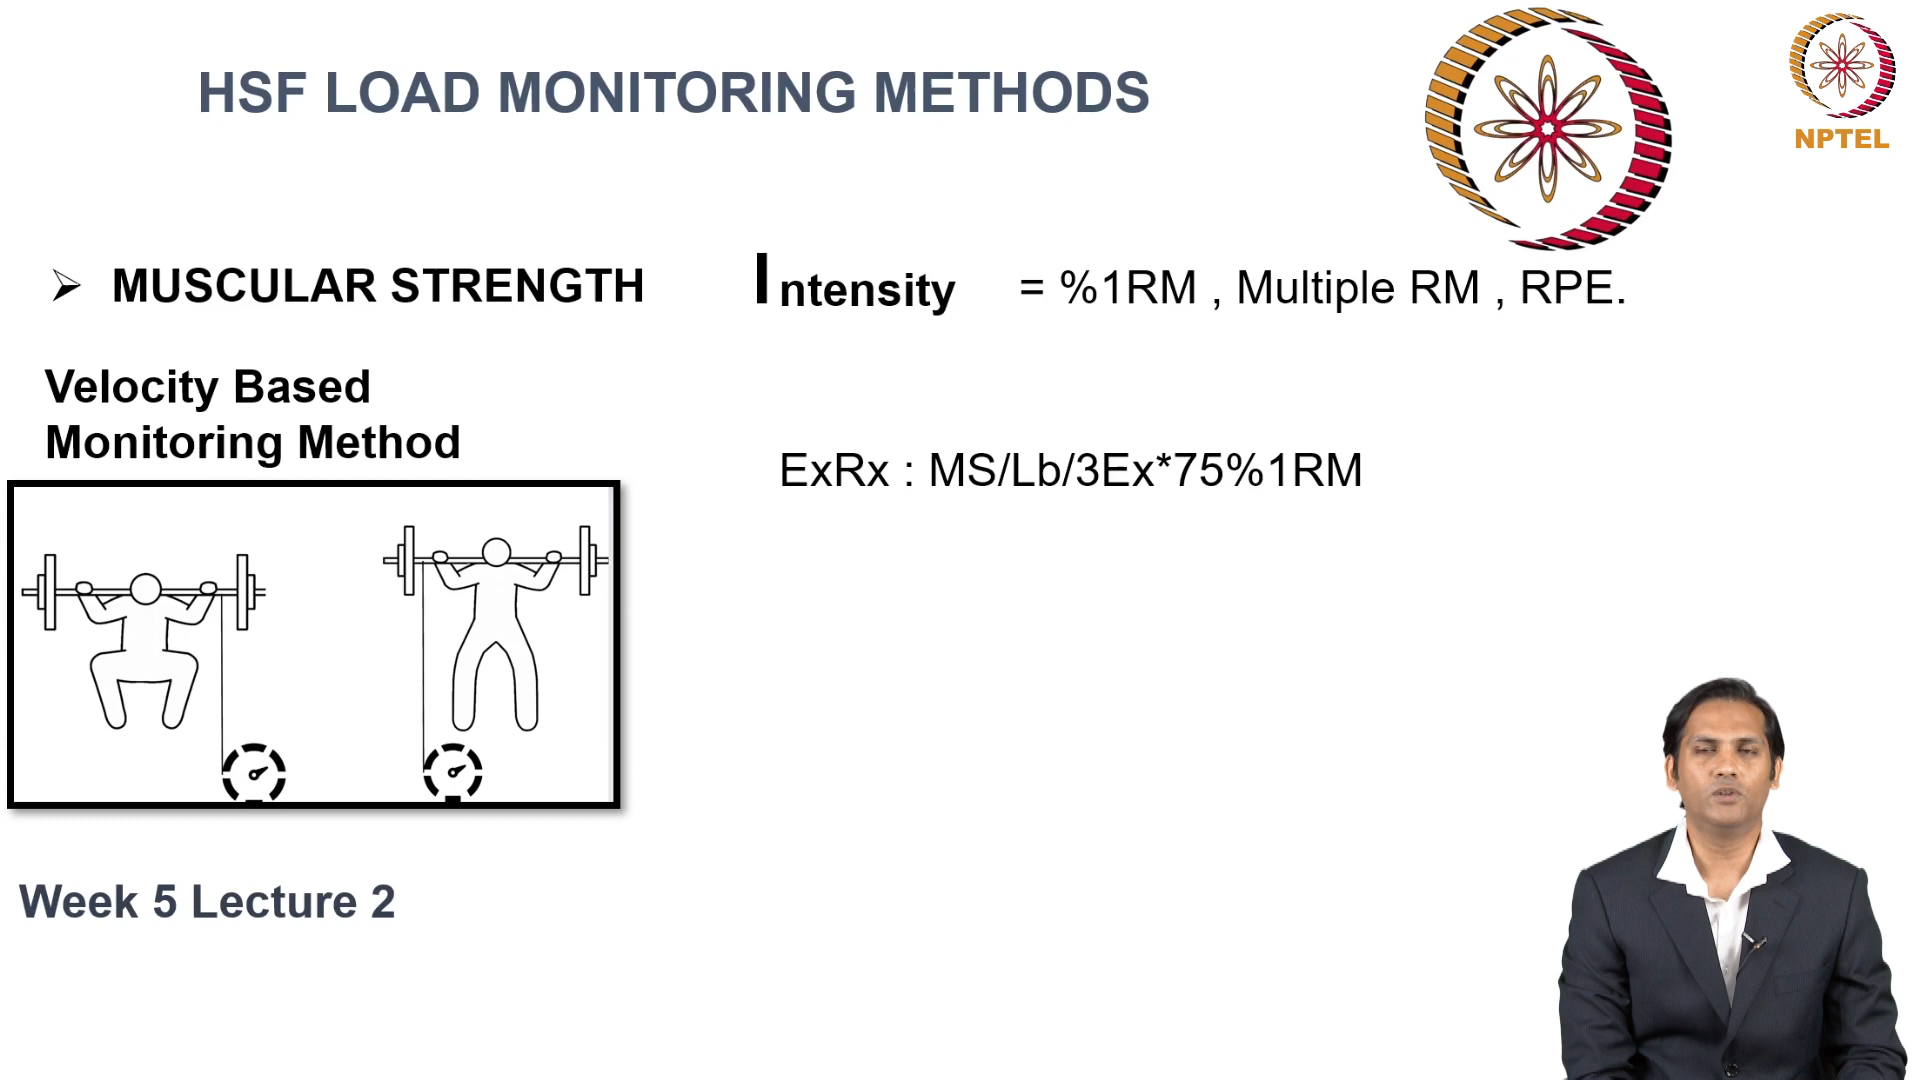 HSF LOAD MONITORING METHODS
NPTEL
➢ MUSCULAR STRENGTH Intensity = %1RM , Multiple RM , RPE.
Velocity Based
Monitoring Method
ExRx : MS/Lb/3Ex*75%1RM
Week 5 Lecture 2